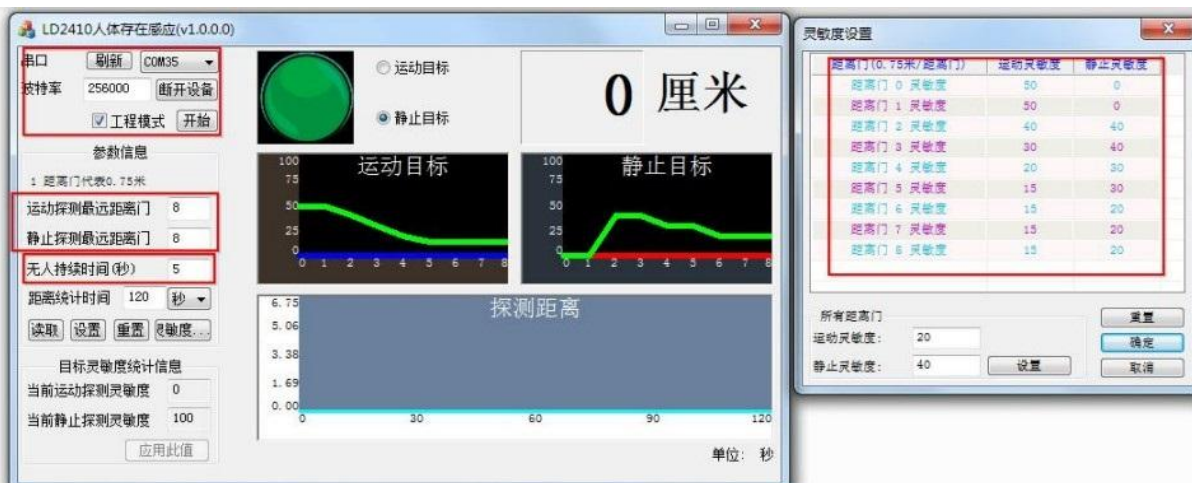 LD2410人体存在感应(v1.0.0.0)
串口 刷新 COM35
波特率 256000 断开设备
工程模式 开始
参数信息
1 距离门代表0.75米
运动探测最远距离门 8
静止探测最远距离门 8
无人持续时间(秒) 5
距离统计时间 120 秒
读取 设置 重置 灵敏度...
目标灵敏度统计信息
当前运动探测灵敏度 0
当前静止探测灵敏度 100
应用此值
运动目标
静止目标
0 厘米
运动目标
100
75
50
25
0
0 1 2 3 4 5 6 7 8
静止目标
100
75
50
25
0
0 1 2 3 4 5 6 7 8
探测距离
6.75
5.06
3.38
1.69
0.00
0 30 60 90 120
单位: 秒
灵敏度设置
距离门(0.75米/距离门) 运动灵敏度 静止灵敏度
距离门 0 灵敏度 50 0
距离门 1 灵敏度 50 0
距离门 2 灵敏度 40 40
距离门 3 灵敏度 30 40
距离门 4 灵敏度 20 30
距离门 5 灵敏度 15 30
距离门 6 灵敏度 15 20
距离门 7 灵敏度 15 20
距离门 8 灵敏度 15 20
所有距离门
运动灵敏度: 20
静止灵敏度: 40 设置
重置
确定
取消